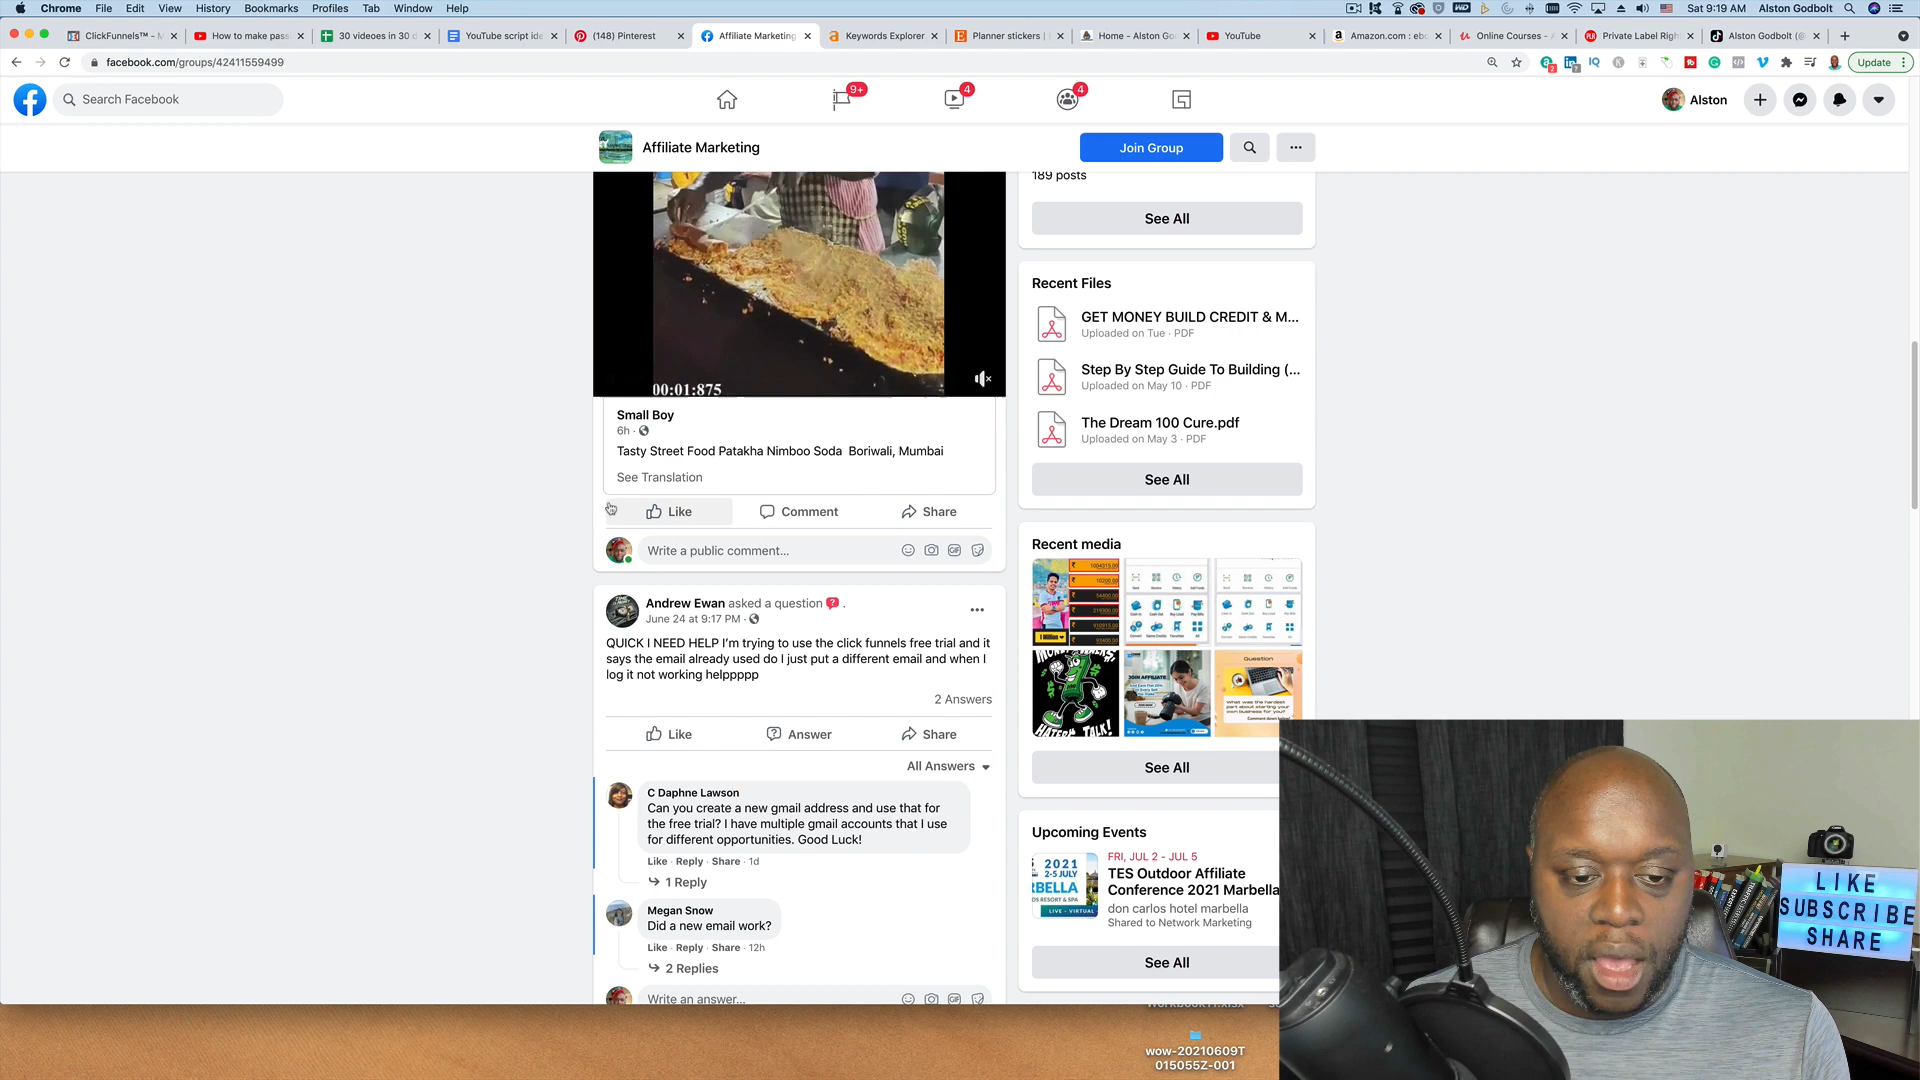 Chrome File Edit View History Bookmarks Profiles Tab Window Help
Sat 9:19 AM Alston Godbolt
ClickFunnels™ - M
How to make pass
30 videoes in 30 d
YouTube script ide
(148) Pinterest
Affiliate Marketing
Keywords Explorer
Planner stickers |
Home - Alston Go
YouTube
Amazon.com : ebo
Online Courses - A
Private Label Righ
Alston Godbolt (@
facebook.com/groups/42411559499
Update
Search Facebook
9+
4
4
Alston
Affiliate Marketing
Join Group
189 posts
See All
00:01:875
Small Boy
6h
Tasty Street Food Patakha Nimboo Soda Boriwali, Mumbai
See Translation
Like Comment Share
Write a public comment...
Andrew Ewan asked a question .
June 24 at 9:17 PM
QUICK I NEED HELP I'm trying to use the click funnels free trial and it
says the email already used do I just put a different email and when I
log it not working helppppp
2 Answers
Like Answer Share
All Answers
C Daphne Lawson
Can you create a new gmail address and use that for
the free trial? I have multiple gmail accounts that I use
for different opportunities. Good Luck!
Like · Reply · Share · 1d
1 Reply
Megan Snow
Did a new email work?
Like · Reply · Share · 12h
2 Replies
Write an answer...
Recent Files
GET MONEY BUILD CREDIT & M...
Uploaded on Tue · PDF
Step By Step Guide To Building (...
Uploaded on May 10 · PDF
The Dream 100 Cure.pdf
Uploaded on May 3 · PDF
See All
Recent media
See All
Upcoming Events
FRI, JUL 2 - JUL 5
TES Outdoor Affiliate
Conference 2021 Marbella
don carlos hotel marbella
Shared to Network Marketing
See All
LIKE
SUBSCRIBE
SHARE
wow-20210609T
015055Z-001